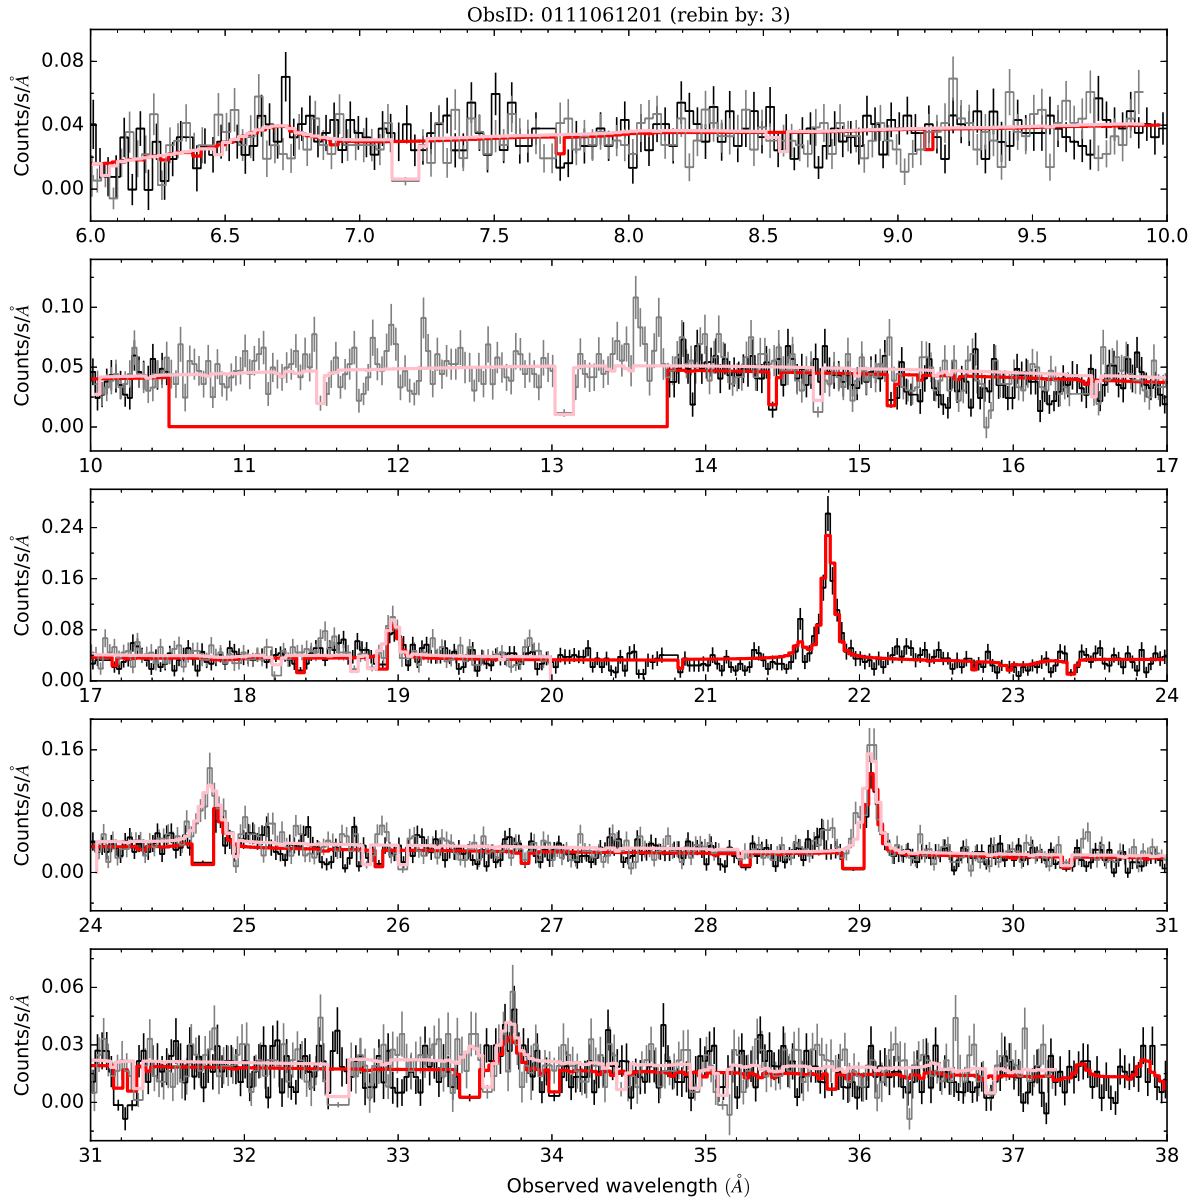 ObsID: 0111061201 (rebin by: 3)
0.08
0.04
0.00
Counts/s/Å
6.0 6.5 7.0 7.5 8.0 8.5 9.0 9.5 10.0
0.10
0.05
0.00
Counts/s/Å
10 11 12 13 14 15 16 17
0.24
0.16
0.08
0.00
Counts/s/Å
17 18 19 20 21 22 23 24
0.16
0.08
0.00
Counts/s/Å
24 25 26 27 28 29 30 31
0.06
0.03
0.00
Counts/s/Å
31 32 33 34 35 36 37 38
Observed wavelength (Å)